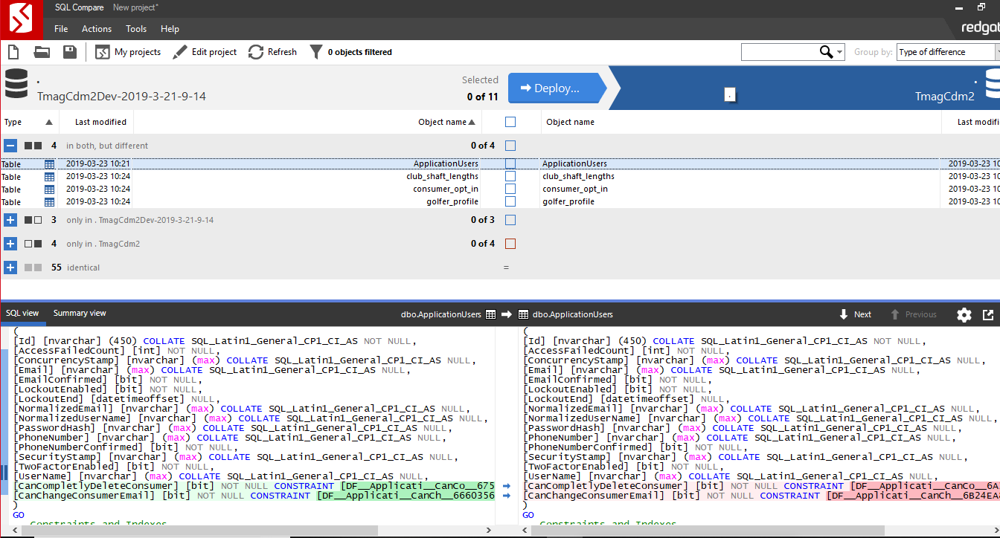 SQL Compare New project*
File Actions Tools Help
redgat
My projects Edit project Refresh 0 objects filtered Group by: Type of difference
. Selected .
TmagCdm2Dev-2019-3-21-9-14 0 of 11 Deploy... . TmagCdm2
Type Last modified Object name Object name Last modifi
4 in both, but different 0 of 4
Table 2019-03-23 10:21 ApplicationUsers ApplicationUsers 2019-03-23 10
Table 2019-03-23 10:24 club_shaft_lengths club_shaft_lengths 2019-03-23 10
Table 2019-03-23 10:24 consumer_opt_in consumer_opt_in 2019-03-23 10
Table 2019-03-23 10:24 golfer_profile golfer_profile 2019-03-23 10
3 only in . TmagCdm2Dev-2019-3-21-9-14 0 of 3
4 only in . TmagCdm2 0 of 4
55 identical =
SQL view Summary view dbo.ApplicationUsers dbo.ApplicationUsers Next Previous
( (
[Id] [nvarchar] (450) COLLATE SQL_Latin1_General_CP1_CI_AS NOT NULL, [Id] [nvarchar] (450) COLLATE SQL_Latin1_General_CP1_CI_AS NOT NULL,
[AccessFailedCount] [int] NOT NULL, [AccessFailedCount] [int] NOT NULL,
[ConcurrencyStamp] [nvarchar] (max) COLLATE SQL_Latin1_General_CP1_CI_AS NULL, [ConcurrencyStamp] [nvarchar] (max) COLLATE SQL_Latin1_General_CP1_CI_AS NULL,
[Email] [nvarchar] (max) COLLATE SQL_Latin1_General_CP1_CI_AS NULL, [Email] [nvarchar] (max) COLLATE SQL_Latin1_General_CP1_CI_AS NULL,
[EmailConfirmed] [bit] NOT NULL, [EmailConfirmed] [bit] NOT NULL,
[LockoutEnabled] [bit] NOT NULL, [LockoutEnabled] [bit] NOT NULL,
[LockoutEnd] [datetimeoffset] NULL, [LockoutEnd] [datetimeoffset] NULL,
[NormalizedEmail] [nvarchar] (max) COLLATE SQL_Latin1_General_CP1_CI_AS NULL, [NormalizedEmail] [nvarchar] (max) COLLATE SQL_Latin1_General_CP1_CI_AS NULL,
[NormalizedUserName] [nvarchar] (max) COLLATE SQL_Latin1_General_CP1_CI_AS NULL, [NormalizedUserName] [nvarchar] (max) COLLATE SQL_Latin1_General_CP1_CI_AS NULL,
[PasswordHash] [nvarchar] (max) COLLATE SQL_Latin1_General_CP1_CI_AS NULL, [PasswordHash] [nvarchar] (max) COLLATE SQL_Latin1_General_CP1_CI_AS NULL,
[PhoneNumber] [nvarchar] (max) COLLATE SQL_Latin1_General_CP1_CI_AS NULL, [PhoneNumber] [nvarchar] (max) COLLATE SQL_Latin1_General_CP1_CI_AS NULL,
[PhoneNumberConfirmed] [bit] NOT NULL, [PhoneNumberConfirmed] [bit] NOT NULL,
[SecurityStamp] [nvarchar] (max) COLLATE SQL_Latin1_General_CP1_CI_AS NULL, [SecurityStamp] [nvarchar] (max) COLLATE SQL_Latin1_General_CP1_CI_AS NULL,
[TwoFactorEnabled] [bit] NOT NULL, [TwoFactorEnabled] [bit] NOT NULL,
[UserName] [nvarchar] (max) COLLATE SQL_Latin1_General_CP1_CI_AS NULL, [UserName] [nvarchar] (max) COLLATE SQL_Latin1_General_CP1_CI_AS NULL,
[CanCompletlyDeleteConsumer] [bit] NOT NULL CONSTRAINT [DF__Applicati__CanCo__675 [CanCompletlyDeleteConsumer] [bit] NOT NULL CONSTRAINT [DF__Applicati__CanCo__6A
[CanChangeConsumerEmail] [bit] NOT NULL CONSTRAINT [DF__Applicati__CanCh__6660356 [CanChangeConsumerEmail] [bit] NOT NULL CONSTRAINT [DF__Applicati__CanCh__6B24EA
) )
GO GO
Constraints and Indexes Constraints and Indexes